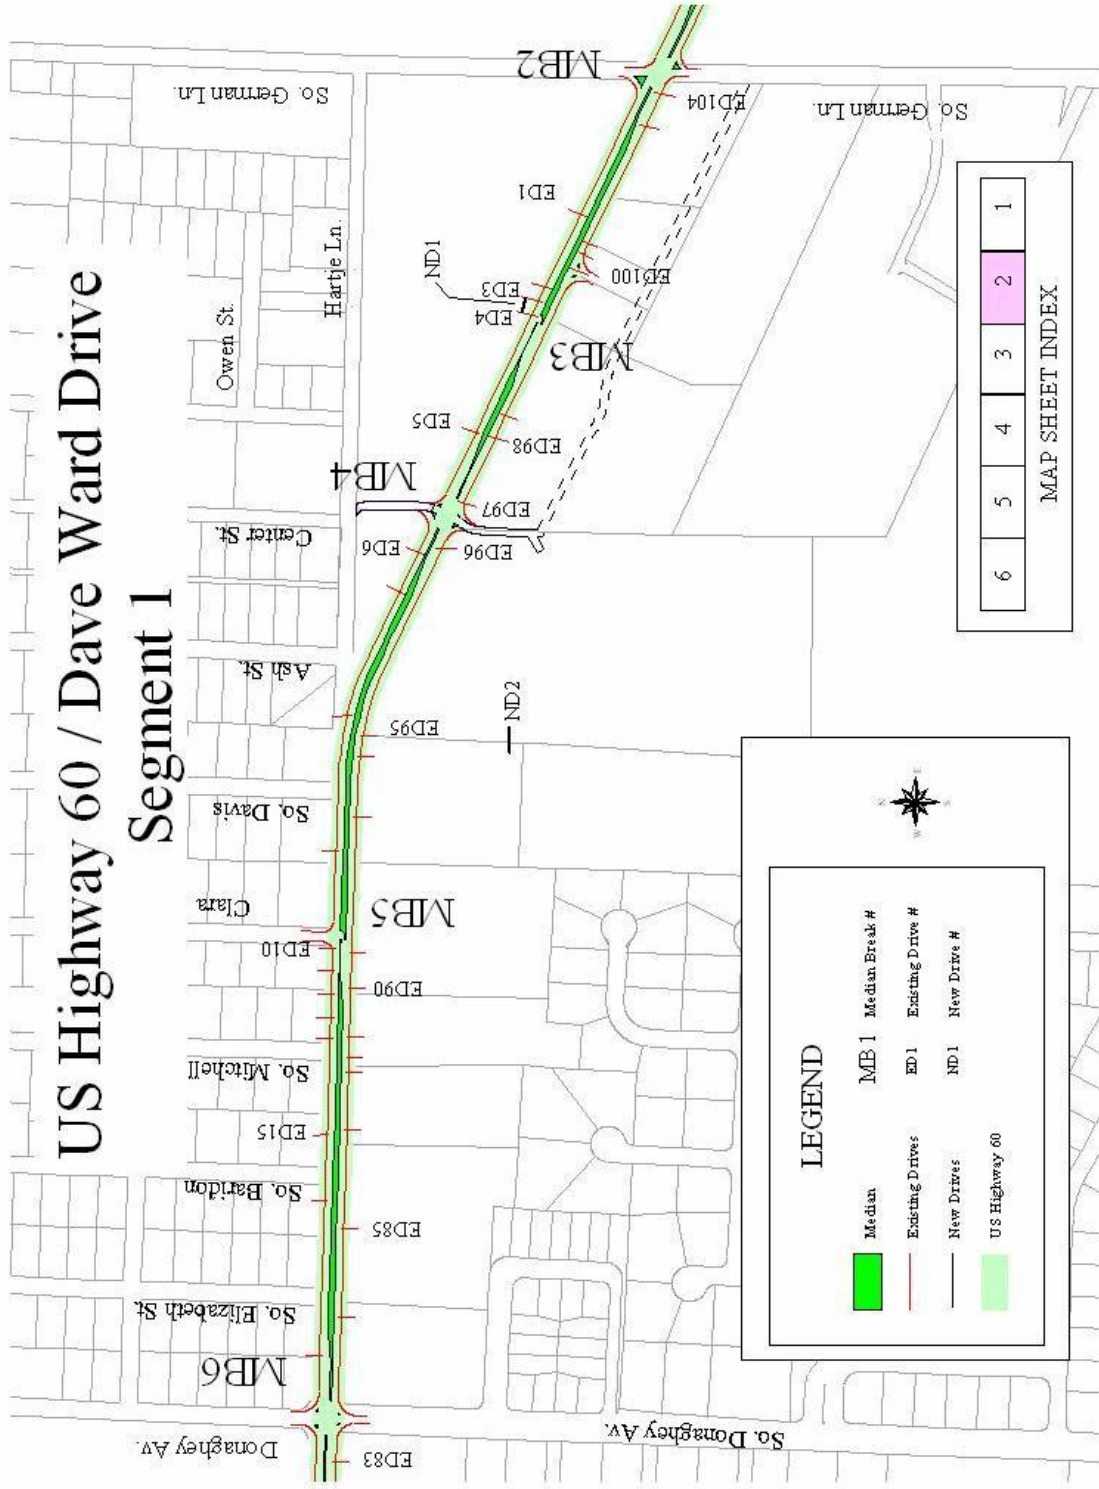 US Highway 60 / Dave Ward Drive
Segment 1
Donaghey Av.
So. Elizabeth St
So. Baridon
So. Mitchell
Clara
So. Davis
Ash St.
Center St.
Owen St.
Hartje Ln.
So. German Ln.
MB6
ED15
ED10
ED6
MB4
ED5
ED4
ED3
ND1
ED1
MB2
ED83
ED85
ED90
MB5
ED95
ED96
ED97
ED98
MB3
ED100
ED104
ND2
So. Donaghey Av.
So. German Ln.
LEGEND
Median
MB 1
Median Break #
Existing Drives
ED 1
Existing Drive #
New Drives
ND 1
New Drive #
US Highway 60
N
W
E
S
6 5 4 3 2 1
MAP SHEET INDEX